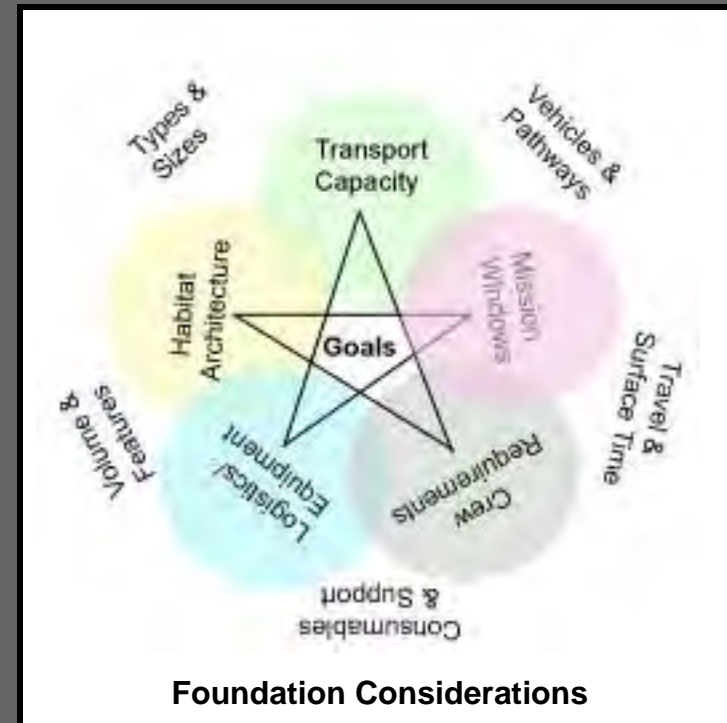 Types &
Sizes
Vehicles &
Pathways
Transport
Capacity
Habitat
Architecture
Mission
Windows
Goals
Travel &
Surface Time
Volume &
Features
Logistics/
Equipment
Crew
Requirements
Consumables
& Support
Foundation Considerations